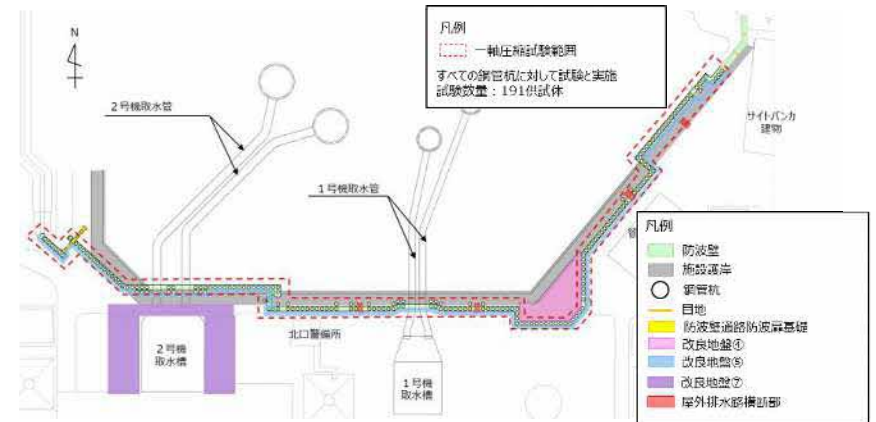 凡例
一軸圧縮試験範囲
すべての鋼管杭に対して試験と実施
試験数量：191供試体
N
2号機取水管
1号機取水管
サイトバンカ
建物
北口警備所
2号機
取水槽
1号機
取水槽
凡例
防波壁
施設護岸
鋼管杭
目地
防波壁通路防波扉基礎
改良地盤④
改良地盤⑤
改良地盤⑦
屋外排水路横断部